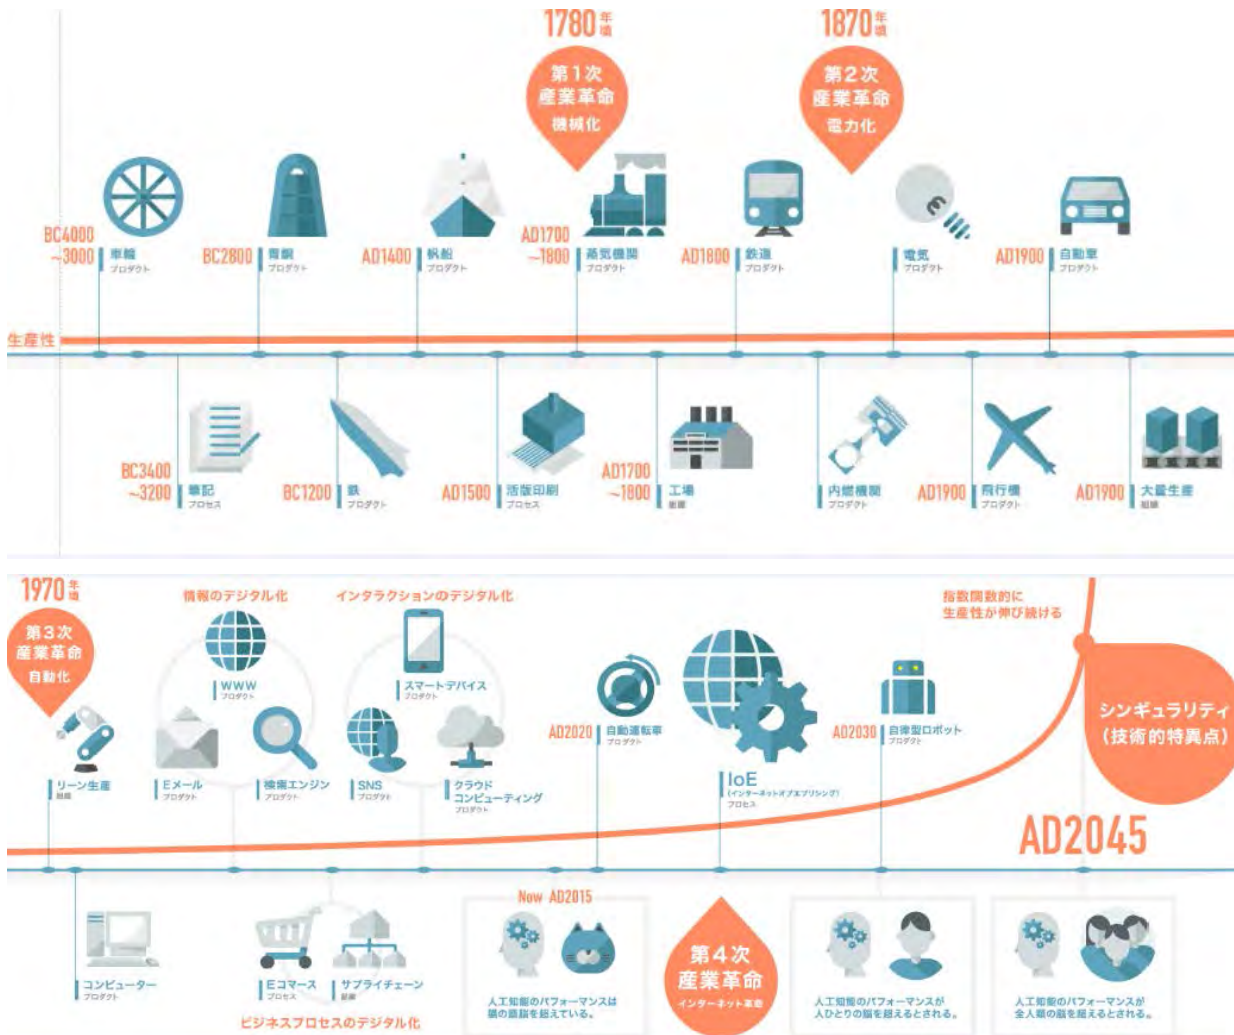 1780年頃
第1次
産業革命
機械化
1870年頃
第2次
産業革命
電力化
BC4000
~3000
車輪
プロダクト
BC2800
青銅
プロダクト
AD1400
帆船
プロダクト
AD1700
~1800
蒸気機関
プロダクト
AD1800
鉄道
プロダクト
電気
プロダクト
AD1900
自動車
プロダクト
生産性
BC3400
~3200
筆記
プロセス
BC1200
鉄
プロダクト
AD1500
活版印刷
プロセス
AD1700
~1800
工場
組織
内燃機関
プロダクト
AD1900
飛行機
プロダクト
AD1900
大量生産
組織
1970年頃
第3次
産業革命
自動化
リーン生産
組織
情報のデジタル化
WWW
プロダクト
Eメール
プロダクト
検索エンジン
プロダクト
インタラクションのデジタル化
スマートデバイス
プロダクト
SNS
プロダクト
クラウド
コンピューティング
プロダクト
AD2020
自動運転車
プロダクト
IoE
(インターネットオブエブリシング)
プロセス
AD2030
自律型ロボット
プロダクト
指数関数的に
生産性が伸び続ける
シンギュラリティ
(技術的特異点)
AD2045
コンピューター
プロダクト
Eコマース
プロセス
サプライチェーン
組織
ビジネスプロセスのデジタル化
Now AD2015
人工知能のパフォーマンスは
猫の頭脳を超えている。
第4次
産業革命
インターネット革命
人工知能のパフォーマンスが
人ひとりの脳を超えるとされる。
人工知能のパフォーマンスが
全人類の脳を超えるとされる。